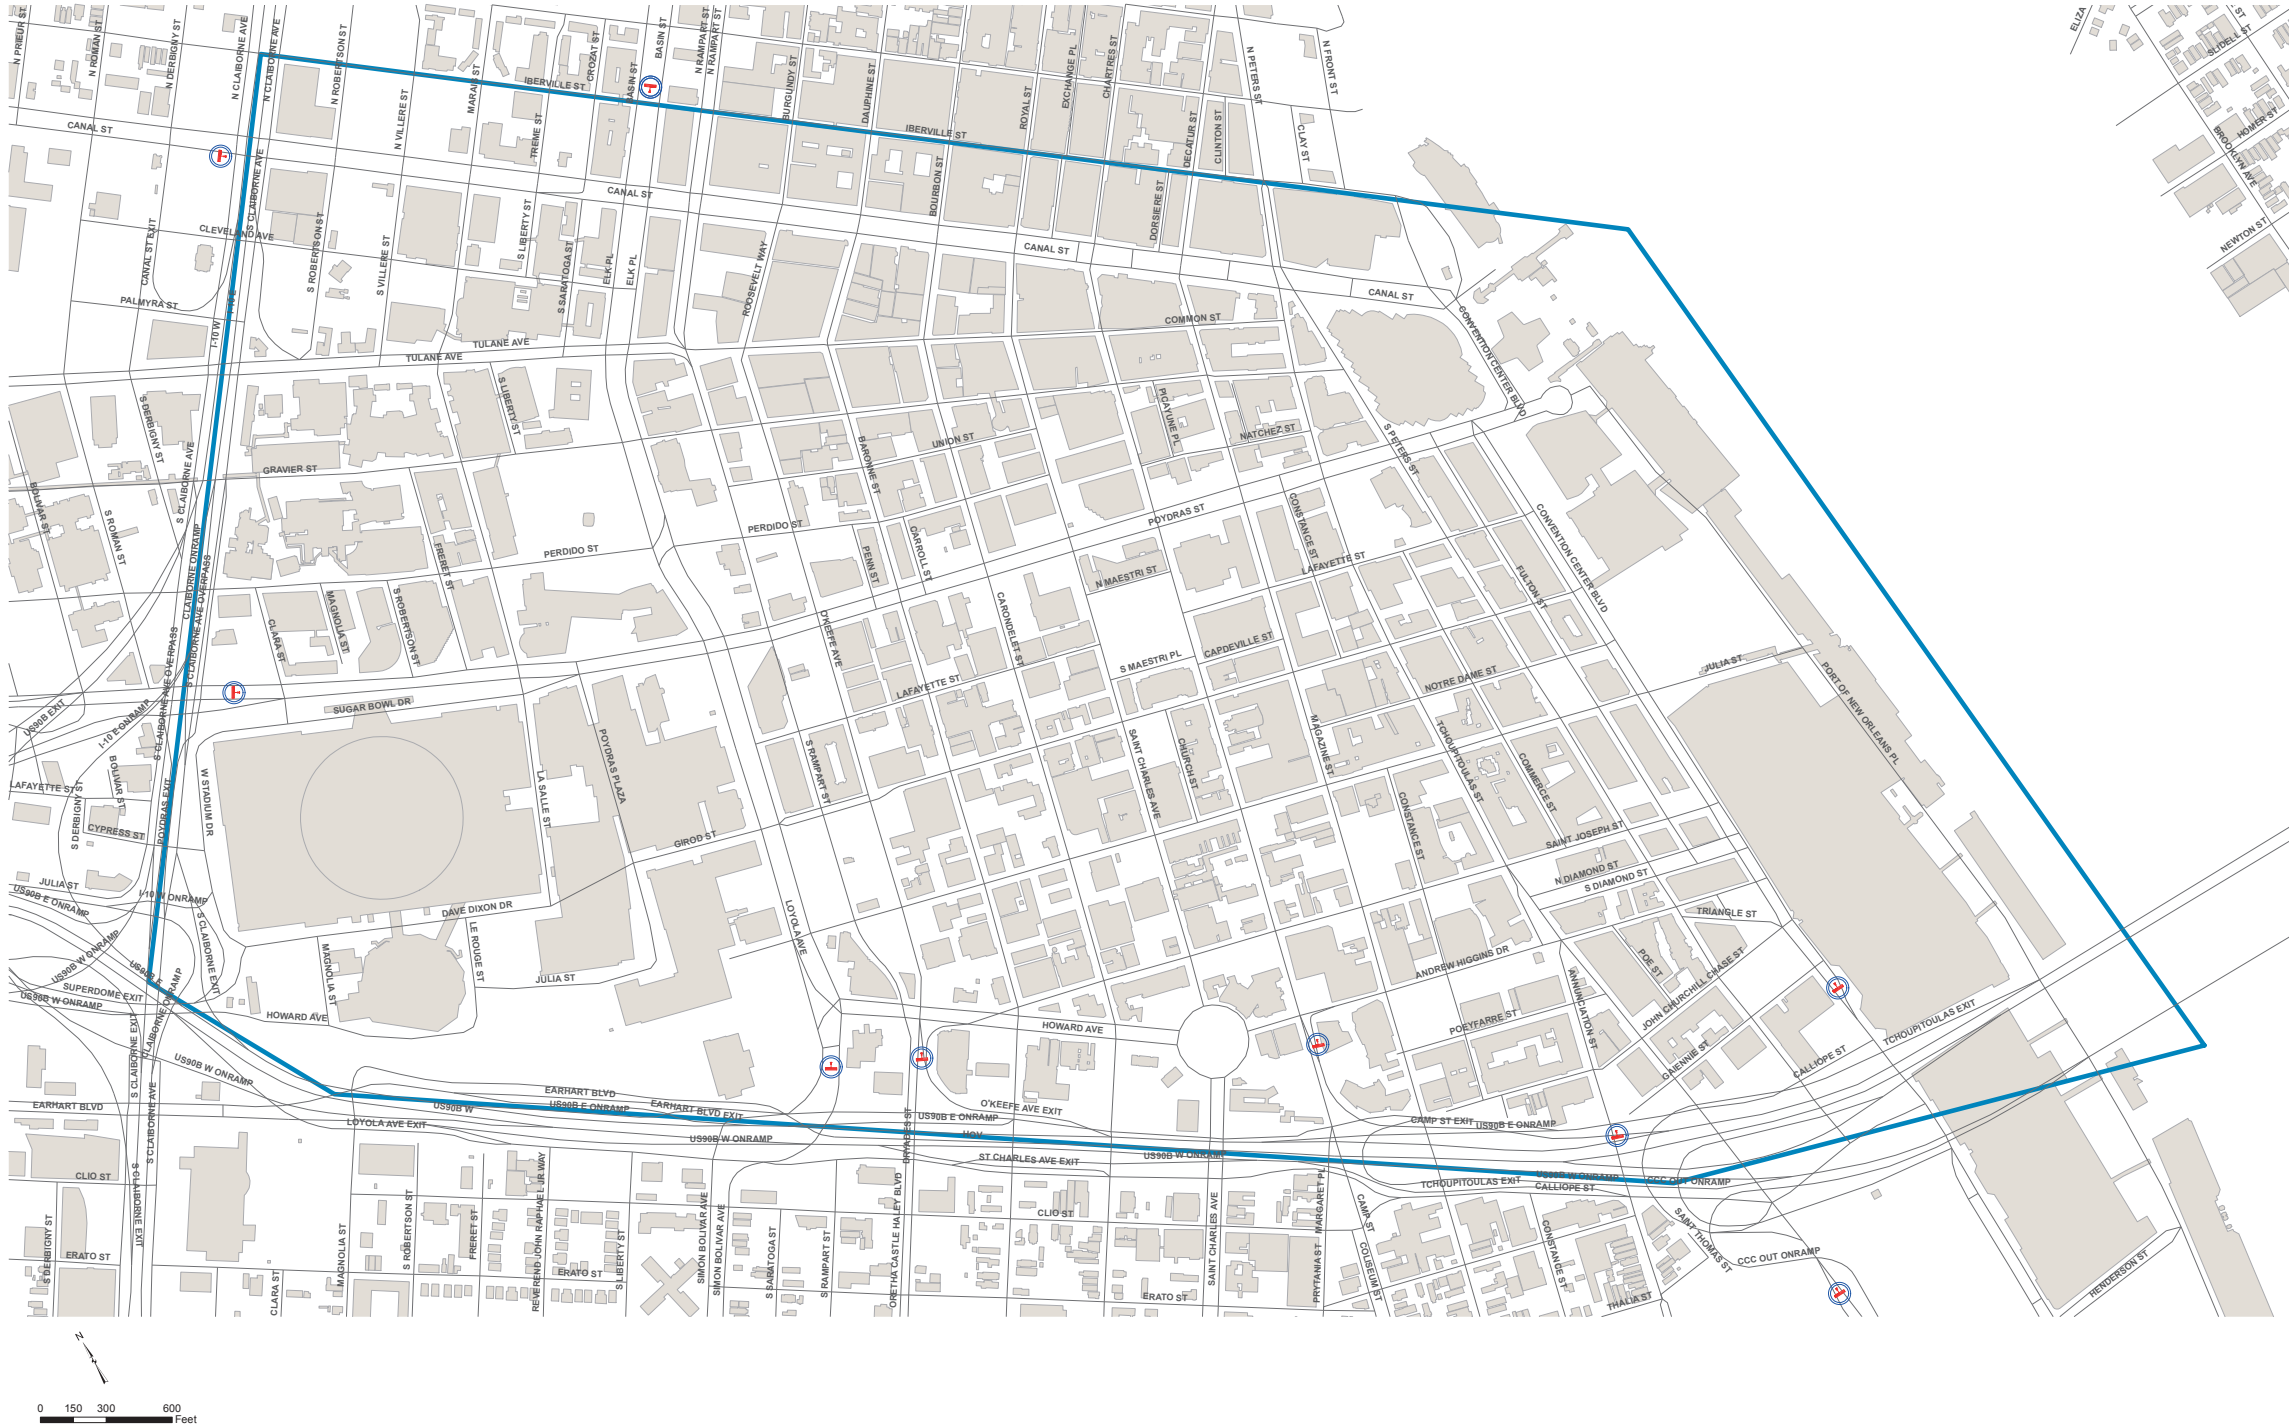 N PRIEUR ST
N ROMAN ST
N DERBIGNY ST
N CLAIBORNE AVE
N CLAIBORNE AVE
N ROBERTSON ST
N VILLERE ST
MARAIS ST
IBERVILLE ST
CROZAT ST
BASIN ST
BASIN ST
N RAMPART ST
N RAMPART ST
BURGUNDY ST
DAUPHINE ST
IBERVILLE ST
ROYAL ST
EXCHANGE PL
CHARTRES ST
N PETERS ST
N FRONT ST
SLIDELL ST
HOMER ST
BROOKLYN AVE
NEWTON ST
CANAL ST
TREME ST
CANAL ST
BOURBON ST
DECATUR ST
CLINTON ST
CLAY ST
DORSIERE ST
CANAL ST
CANAL ST
S CLAIBORNE AVE
CLEVELAND AVE
CANAL ST EXIT
PALMYRA ST
S ROBERTSON ST
S VILLERE ST
S LIBERTY ST
S SARATOGA ST
ELK PL
ELK PL
ROOSEVELT WAY
I-10 E
I-10 W
TULANE AVE
TULANE AVE
COMMON ST
CONVENTION CENTER BLVD
S DERBIGNY ST
S LIBERTY ST
PICAYUNE PL
NATCHEZ ST
S PETERS ST
UNION ST
BARONNE ST
GRAVIER ST
S CLAIBORNE AVE
BOLIVAR ST
S ROMAN ST
PERDIDO ST
PERDIDO ST
POYDRAS ST
CONSTANCE ST
LAFAYETTE ST
CONVENTION CENTER BLVD
FULTON ST
FRERET ST
PENN ST
CARROLL ST
N MAESTRI ST
CLAIBORNE ONRAMP
S CLAIBORNE AVE OVERPASS
S CLAIBORNE AVE OVERPASS
CLARA ST
MAGNOLIA ST
S ROBERTSON ST
O'KEEFE AVE
CARONDELET ST
CAPDEVILLE ST
S MAESTRI PL
LAFAYETTE ST
NOTRE DAME ST
JULIA ST
PORT OF NEW ORLEANS PL
US90B EXIT
I-10 E ONRAMP
SUGAR BOWL DR
POYDRAS PLAZA
LA SALLE ST
S RAMPART ST
SAINT CHARLES AVE
CHURCH ST
MAGAZINE ST
TCHOUPITOULAS ST
COMMERCE ST
CONSTANCE ST
SAINT JOSEPH ST
N DIAMOND ST
S DIAMOND ST
LAFAYETTE ST
BOLIVAR ST
S DERBIGNY ST
CYPRESS ST
POYDRAS EXIT
W STADIUM DR
GIROD ST
JULIA ST
US90B E ONRAMP
I-10 W ONRAMP
S CLAIBORNE EXIT
DAVE DIXON DR
LE ROUGE ST
LOYOLA AVE
TRIANGLE ST
ANDREW HIGGINS DR
POE ST
JOHN CHURCHILL CHASE ST
ANNUNCIATION ST
US90B W ONRAMP
US90B E
SUPERDOME EXIT
US90B W ONRAMP
CLAIBORNE ONRAMP
MAGNOLIA ST
HOWARD AVE
JULIA ST
HOWARD AVE
POEYFARRE ST
GAIENNIE ST
CALLIOPE ST
TCHOUPITOULAS EXIT
US90B W ONRAMP
S CLAIBORNE EXIT
S CLAIBORNE AVE
EARHART BLVD
EARHART BLVD
US90B W
US90B E ONRAMP
EARHART BLVD EXIT
LOYOLA AVE EXIT
US90B W ONRAMP
O'KEEFE AVE EXIT
US90B E ONRAMP
HOV
ST CHARLES AVE EXIT
US90B W ONRAMP
CAMP ST EXIT
US90B E ONRAMP
US90B W ONRAMP
TCHOUPITOULAS EXIT
CALLIOPE ST
CCC OUT ONRAMP
DRYADES ST
CLIO ST
S CLAIBORNE EXIT
S DERBIGNY ST
ERATO ST
CLARA ST
MAGNOLIA ST
S ROBERTSON ST
FRERET ST
REVEREND JOHN RAPHAEL JR WAY
ERATO ST
S LIBERTY ST
SIMON BOLIVAR AVE
SIMON BOLIVAR AVE
S SARATOGA ST
S RAMPART ST
ORETHA CASTLE HALEY BLVD
CLIO ST
ERATO ST
SAINT CHARLES AVE
PRYTANIA ST
MARGARET PL
CAMP ST
COLISEUM ST
CONSTANCE ST
THALIA ST
SAINT THOMAS ST
CCC OUT ONRAMP
HENDERSON ST
N
0 150 300 600
Feet